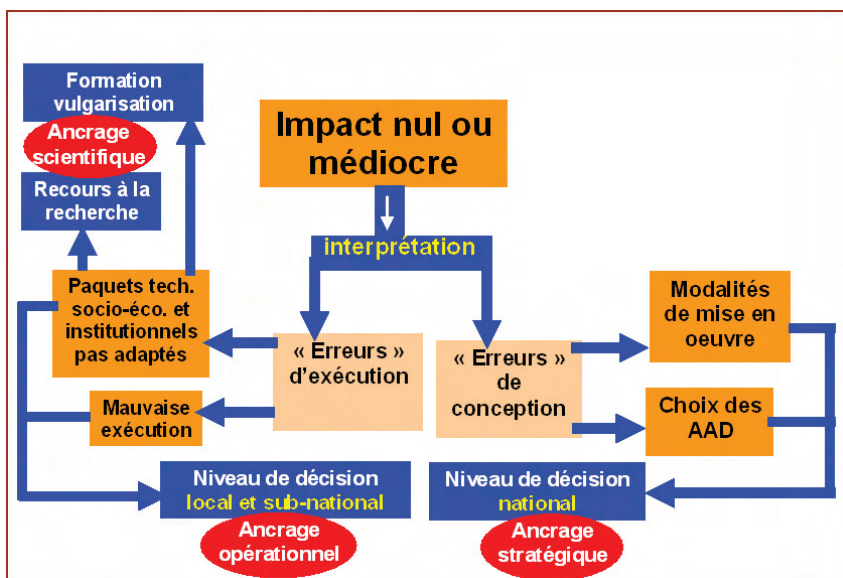 Formation
vulgarisation
Ancrage
scientifique
Recours à la
recherche
Impact nul ou
médiocre
interprétation
Paquets tech.
socio-éco. et
institutionnels
pas adaptés
Mauvaise
exécution
« Erreurs »
d'exécution
« Erreurs »
de
conception
Modalités
de mise en
oeuvre
Choix des
AAD
Niveau de décision
local et sub-national
Ancrage
opérationnel
Niveau de décision
national
Ancrage
stratégique